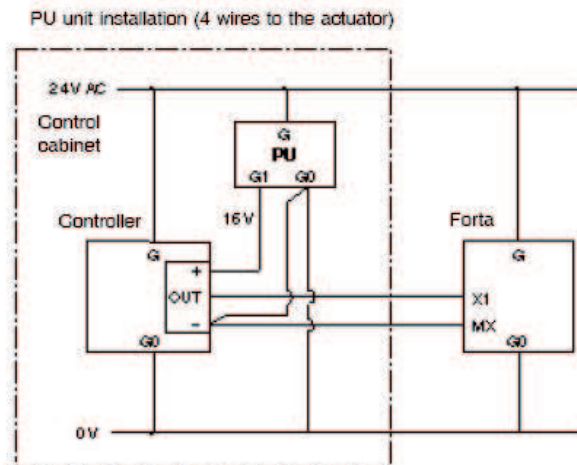 PU unit installation (4 wires to the actuator)
24V AC
Control
cabinet
G
PU
G1 G0
Controller
16V
Forta
G
+
OUT
-
G0
G
X1
MX
G0
0V